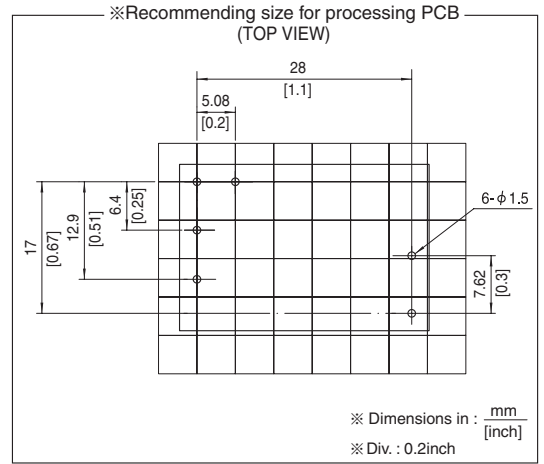 ※Recommending size for processing PCB
(TOP VIEW)
28
[1.1]
5.08
[0.2]
17
[0.67]
12.9
[0.51]
6.4
[0.25]
6-ϕ1.5
7.62
[0.3]
※ Dimensions in : mm
[inch]
※Div. : 0.2inch